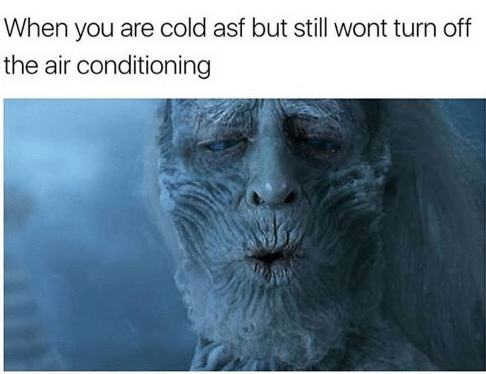 When you are cold asf but still wont turn off
the air conditioning